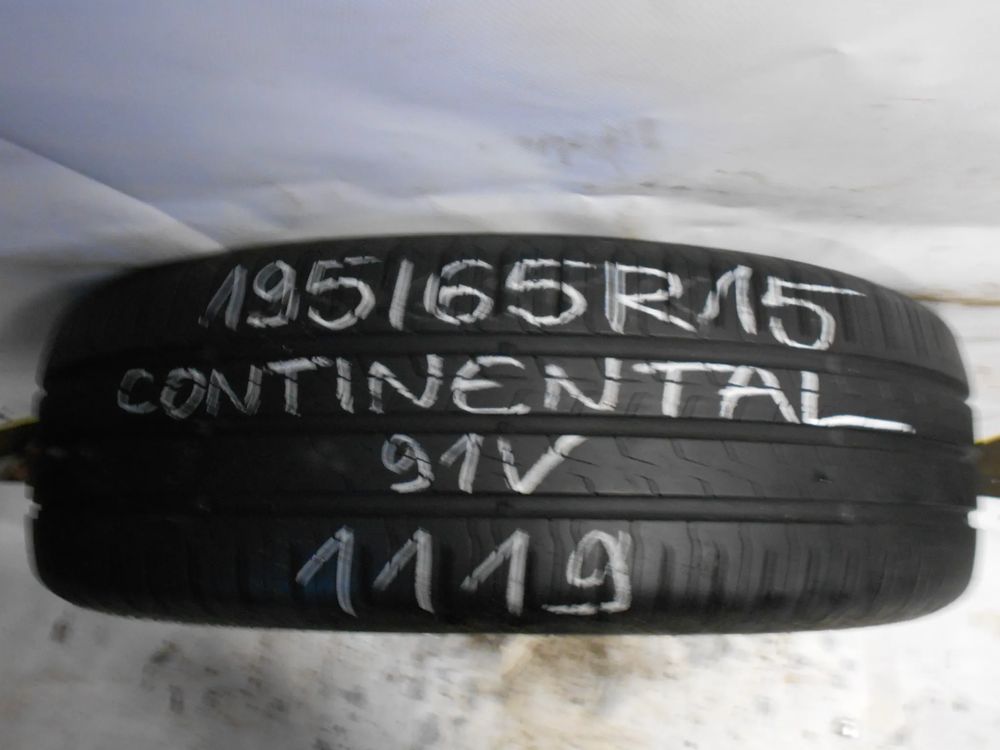 195/65R15
CONTINENTAL
91V
1119